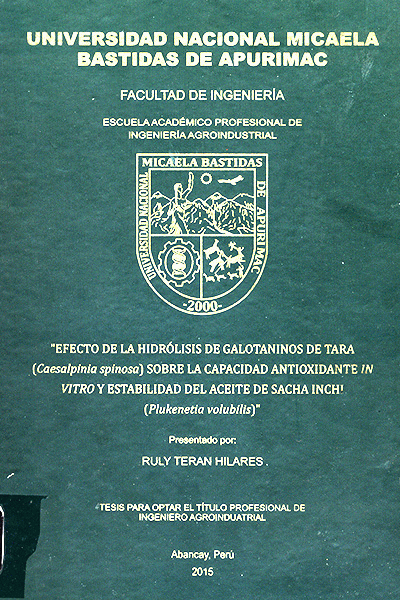 UNIVERSIDAD NACIONAL MICAELA
BASTIDAS DE APURIMAC
FACULTAD DE INGENIERÍA
ESCUELA ACADÉMICO PROFESIONAL DE
INGENIERÍA AGROINDUSTRIAL
MICAELA BASTIDAS
UNIVERSIDAD NACIONAL
DE APURIMAC
-2000-
"EFECTO DE LA HIDRÓLISIS DE GALOTANINOS DE TARA
(Caesalpinia spinosa) SOBRE LA CAPACIDAD ANTIOXIDANTE IN
VITRO Y ESTABILIDAD DEL ACEITE DE SACHA INCHI
(Plukenetia volubilis)"
Presentado por:
RULY TERAN HILARES
TESIS PARA OPTAR EL TÍTULO PROFESIONAL DE
INGENIERO AGROINDUATRIAL
Abancay, Perú
2015